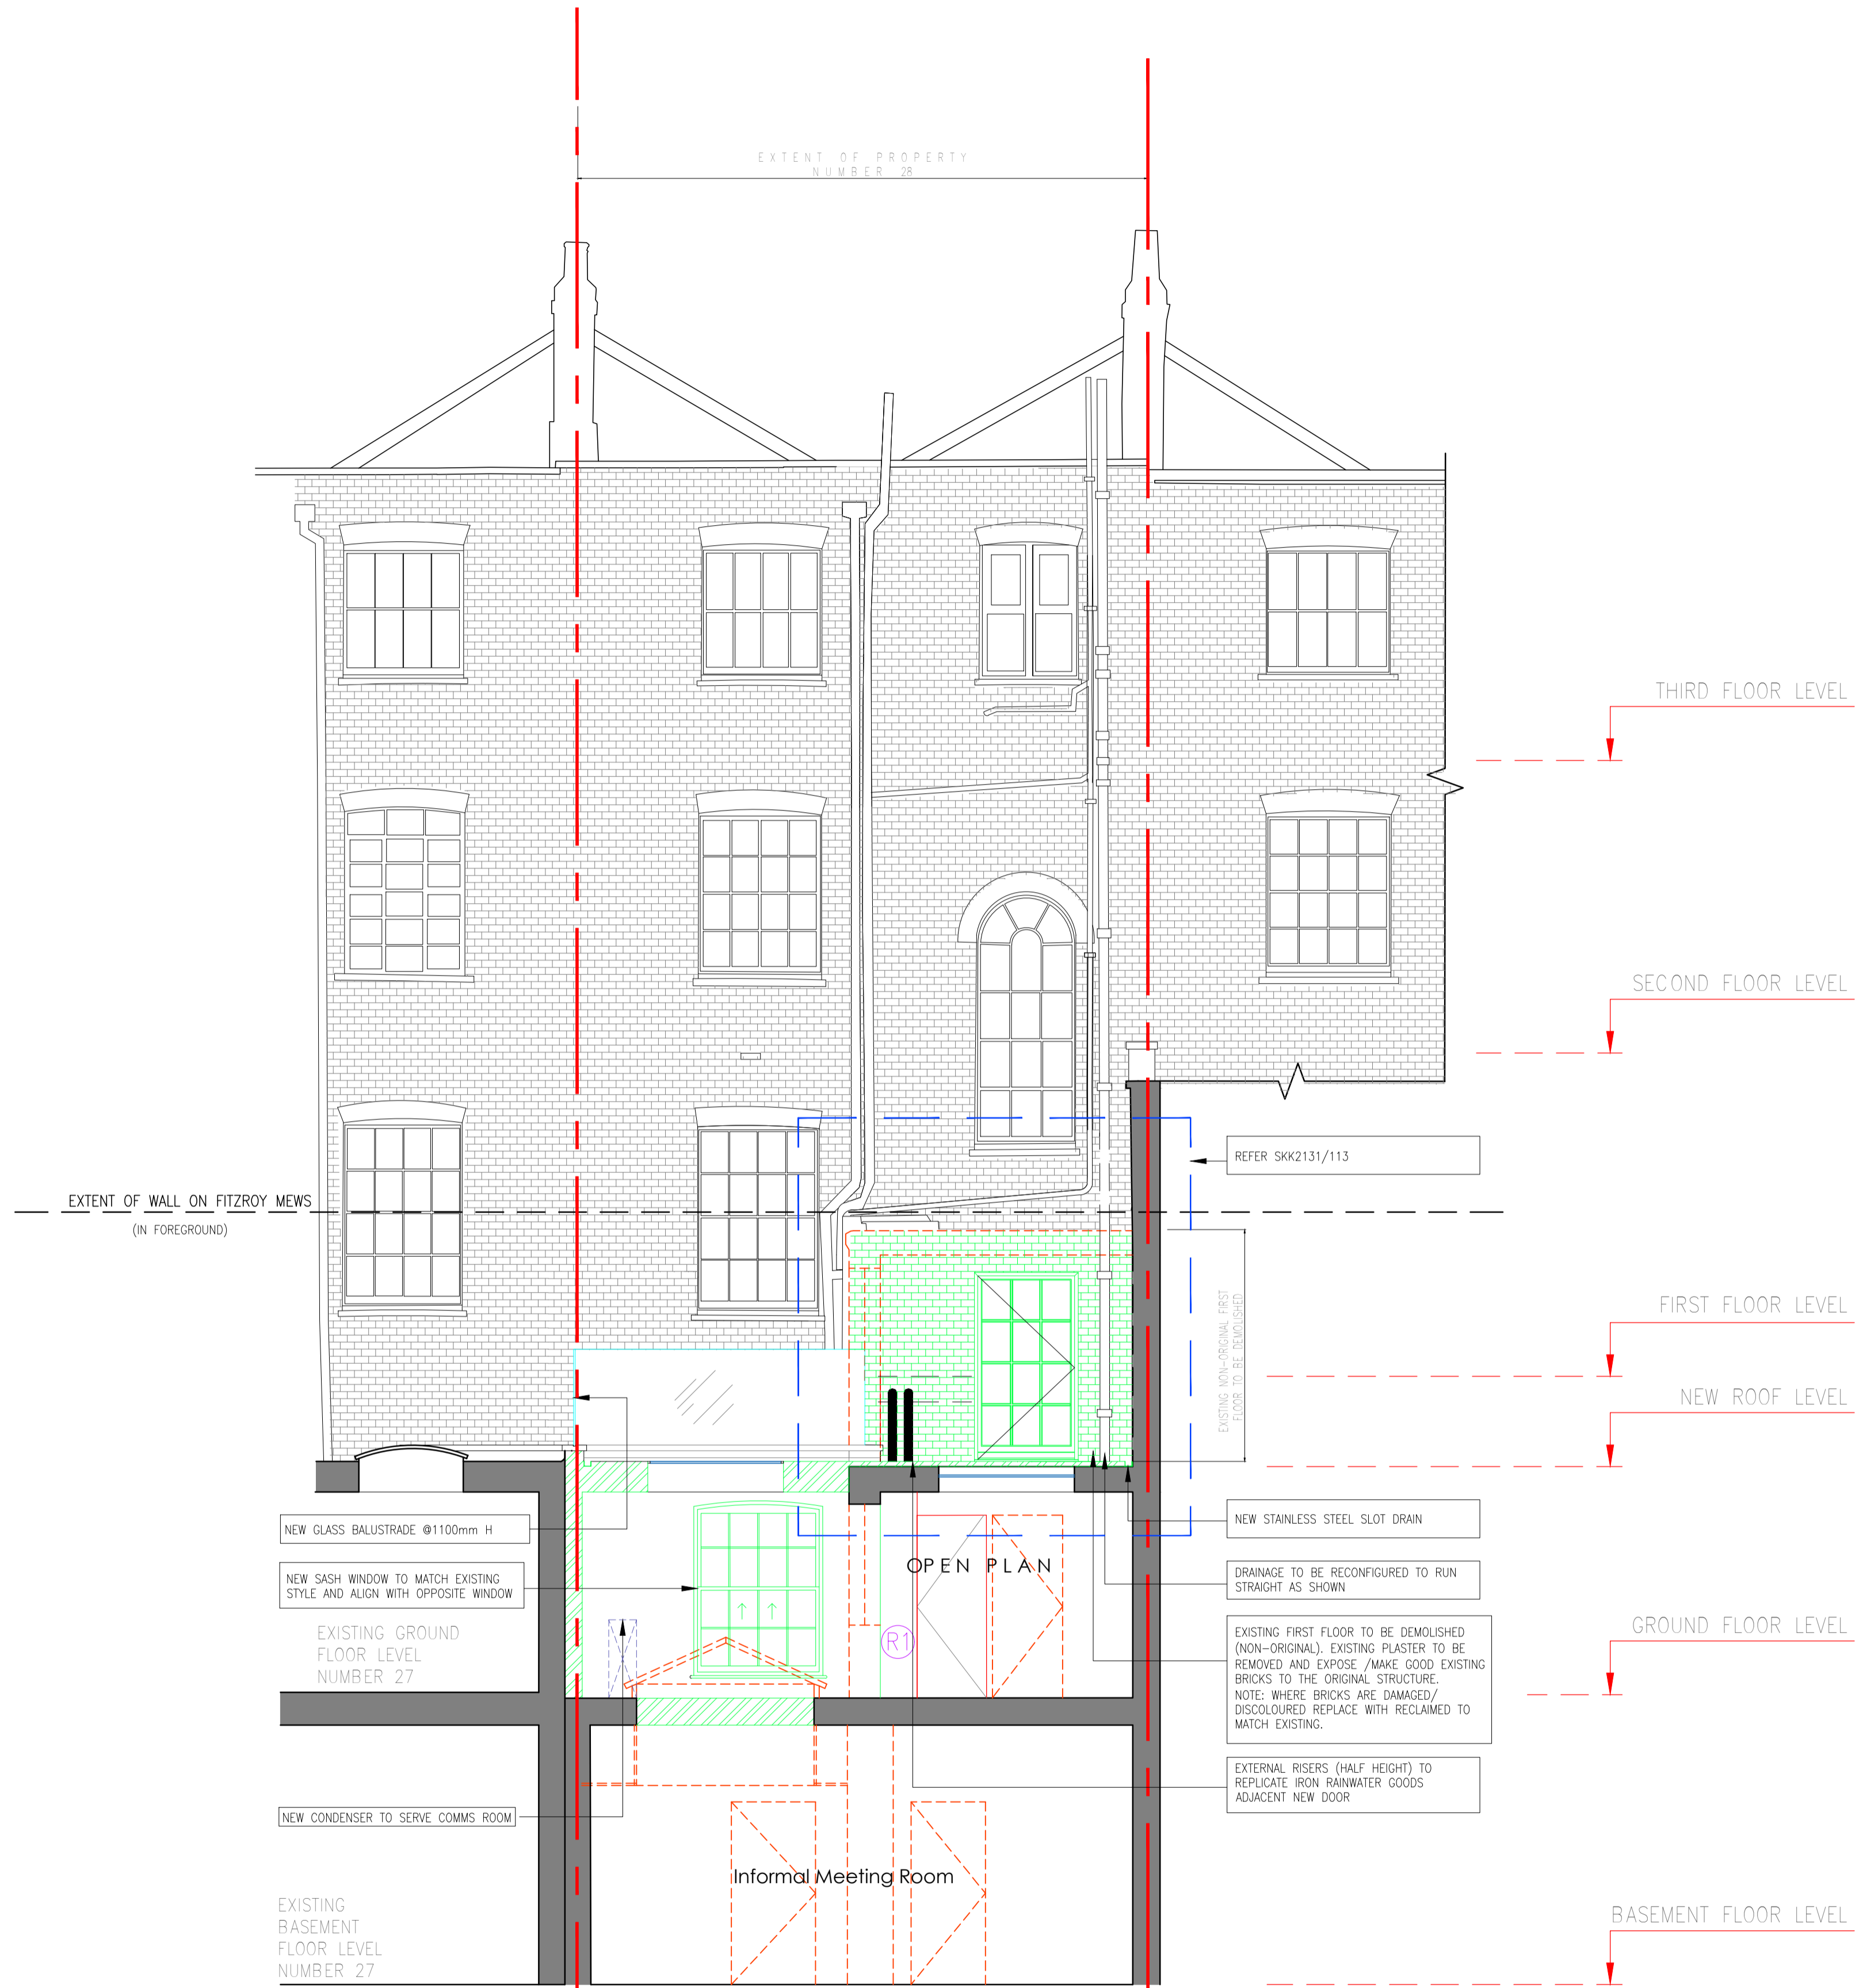 EXTENT OF PROPERTY
NUMBER 28
THIRD FLOOR LEVEL
SECOND FLOOR LEVEL
REFER SKK2131/113
EXTENT OF WALL ON FITZROY MEWS
(IN FOREGROUND)
EXISTING NON-ORIGINAL FIRST
FLOOR TO BE DEMOLISHED
FIRST FLOOR LEVEL
NEW ROOF LEVEL
NEW GLASS BALUSTRADE @1100mm H
NEW STAINLESS STEEL SLOT DRAIN
NEW SASH WINDOW TO MATCH EXISTING
STYLE AND ALIGN WITH OPPOSITE WINDOW
OPEN PLAN
DRAINAGE TO BE RECONFIGURED TO RUN
STRAIGHT AS SHOWN
EXISTING GROUND
FLOOR LEVEL
NUMBER 27
R1
EXISTING FIRST FLOOR TO BE DEMOLISHED
(NON-ORIGINAL). EXISTING PLASTER TO BE
REMOVED AND EXPOSE /MAKE GOOD EXISTING
BRICKS TO THE ORIGINAL STRUCTURE.
NOTE: WHERE BRICKS ARE DAMAGED/
DISCOLOURED REPLACE WITH RECLAIMED TO
MATCH EXISTING.
GROUND FLOOR LEVEL
EXTERNAL RISERS (HALF HEIGHT) TO
REPLICATE IRON RAINWATER GOODS
ADJACENT NEW DOOR
NEW CONDENSER TO SERVE COMMS ROOM
Informal Meeting Room
EXISTING
BASEMENT
FLOOR LEVEL
NUMBER 27
BASEMENT FLOOR LEVEL